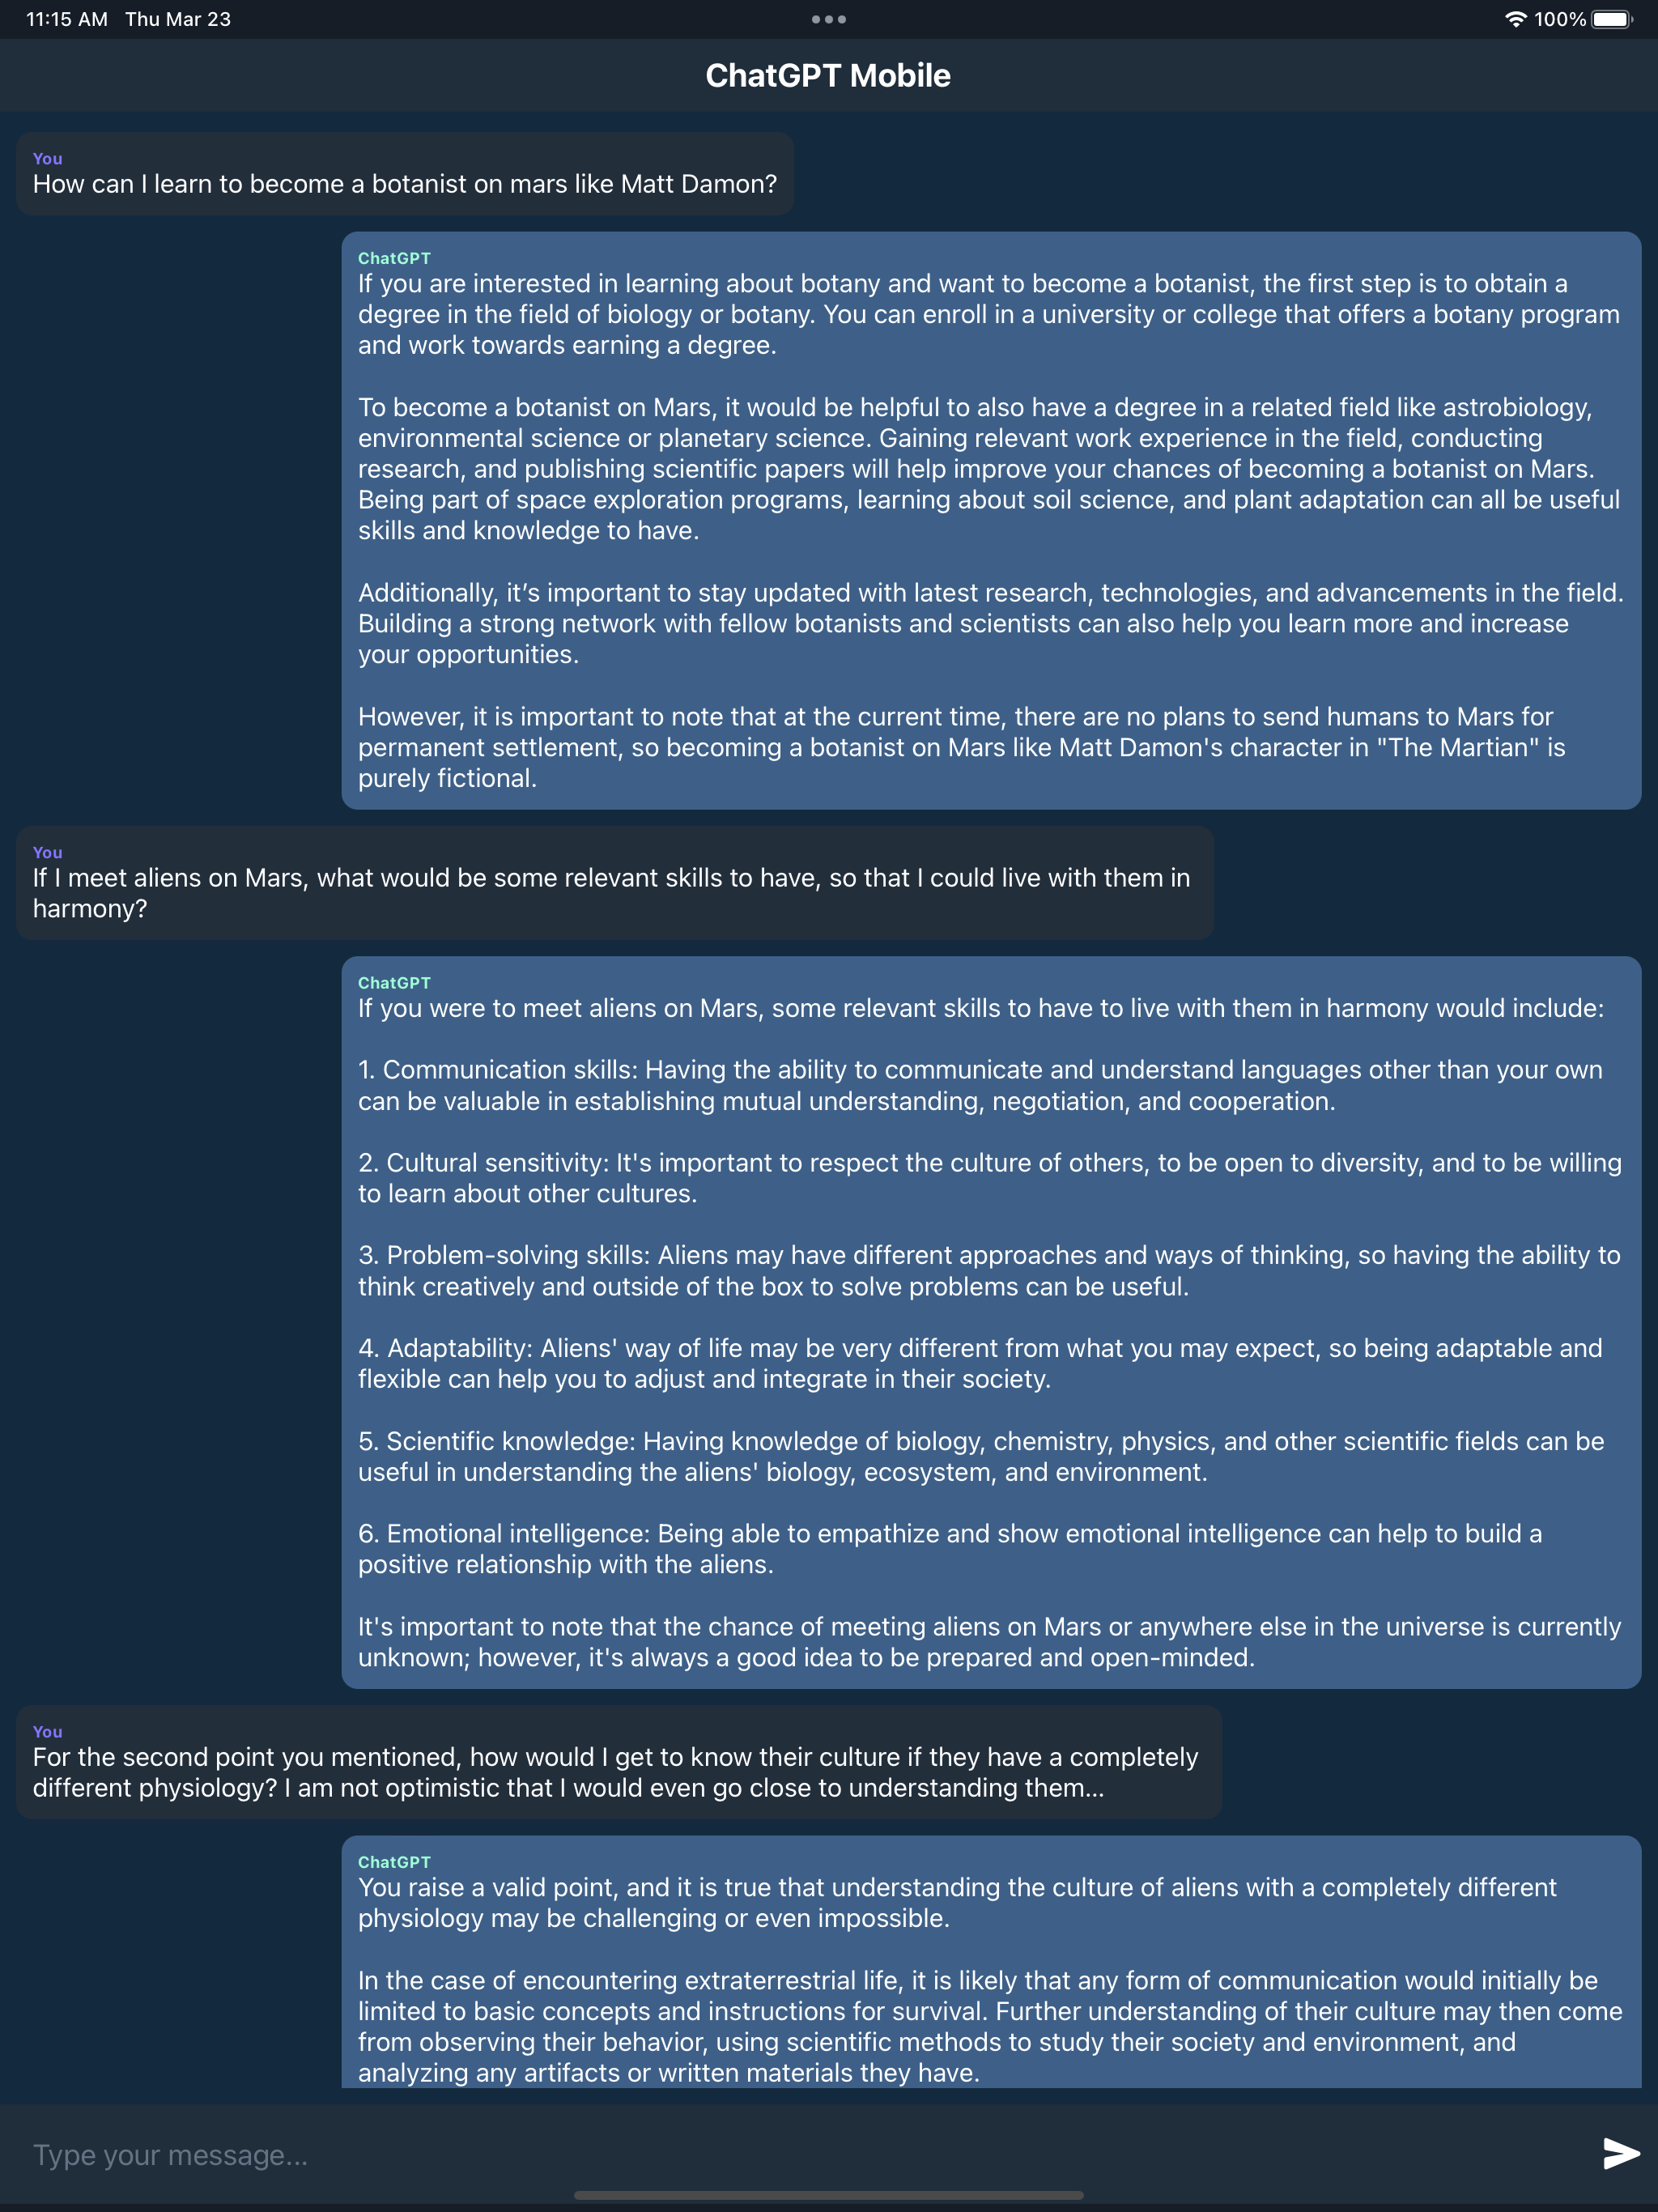 11:15 AM Thu Mar 23
100%
ChatGPT Mobile
You
How can I learn to become a botanist on mars like Matt Damon?
ChatGPT
If you are interested in learning about botany and want to become a botanist, the first step is to obtain a
degree in the field of biology or botany. You can enroll in a university or college that offers a botany program
and work towards earning a degree.
To become a botanist on Mars, it would be helpful to also have a degree in a related field like astrobiology,
environmental science or planetary science. Gaining relevant work experience in the field, conducting
research, and publishing scientific papers will help improve your chances of becoming a botanist on Mars.
Being part of space exploration programs, learning about soil science, and plant adaptation can all be useful
skills and knowledge to have.
Additionally, it’s important to stay updated with latest research, technologies, and advancements in the field.
Building a strong network with fellow botanists and scientists can also help you learn more and increase
your opportunities.
However, it is important to note that at the current time, there are no plans to send humans to Mars for
permanent settlement, so becoming a botanist on Mars like Matt Damon's character in "The Martian" is
purely fictional.
You
If I meet aliens on Mars, what would be some relevant skills to have, so that I could live with them in
harmony?
ChatGPT
If you were to meet aliens on Mars, some relevant skills to have to live with them in harmony would include:
1. Communication skills: Having the ability to communicate and understand languages other than your own
can be valuable in establishing mutual understanding, negotiation, and cooperation.
2. Cultural sensitivity: It's important to respect the culture of others, to be open to diversity, and to be willing
to learn about other cultures.
3. Problem-solving skills: Aliens may have different approaches and ways of thinking, so having the ability to
think creatively and outside of the box to solve problems can be useful.
4. Adaptability: Aliens' way of life may be very different from what you may expect, so being adaptable and
flexible can help you to adjust and integrate in their society.
5. Scientific knowledge: Having knowledge of biology, chemistry, physics, and other scientific fields can be
useful in understanding the aliens' biology, ecosystem, and environment.
6. Emotional intelligence: Being able to empathize and show emotional intelligence can help to build a
positive relationship with the aliens.
It's important to note that the chance of meeting aliens on Mars or anywhere else in the universe is currently
unknown; however, it's always a good idea to be prepared and open-minded.
You
For the second point you mentioned, how would I get to know their culture if they have a completely
different physiology? I am not optimistic that I would even go close to understanding them...
ChatGPT
You raise a valid point, and it is true that understanding the culture of aliens with a completely different
physiology may be challenging or even impossible.
In the case of encountering extraterrestrial life, it is likely that any form of communication would initially be
limited to basic concepts and instructions for survival. Further understanding of their culture may then come
from observing their behavior, using scientific methods to study their society and environment, and
analyzing any artifacts or written materials they have.
Type your message...